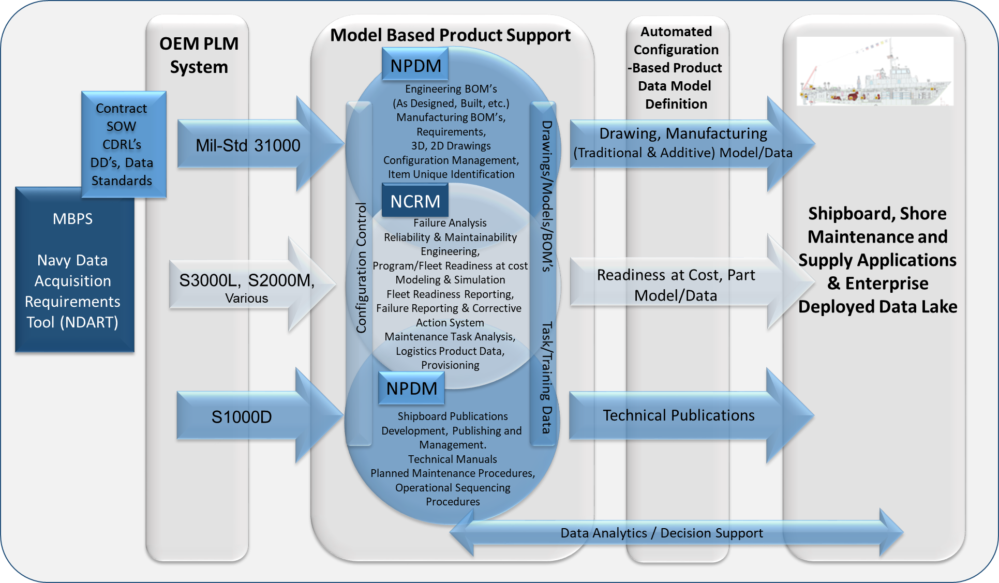 OEM PLM
System
Contract
SOW
CDRL's
DD's, Data
Standards
MBPS
Navy Data
Acquisition
Requirements
Tool (NDART)
Mil-Std 31000
S3000L, S2000M,
Various
S1000D
Model Based Product Support
NPDM
Engineering BOM's
(As Designed, Built, etc.)
Manufacturing BOM's,
Requirements,
3D, 2D Drawings
Configuration Management,
Item Unique Identification
NCRM
Failure Analysis
Reliability & Maintainability
Engineering,
Program/Fleet Readiness at cost
Modeling & Simulation
Fleet Readiness Reporting,
Failure Reporting & Corrective
Action System
Maintenance Task Analysis,
Logistics Product Data,
Provisioning
NPDM
Shipboard Publications
Development, Publishing and
Management.
Technical Manuals
Planned Maintenance Procedures,
Operational Sequencing
Procedures
Configuration Control
Drawings/Models/BOM's
Task/Training Data
Automated
Configuration
-Based Product
Data Model
Definition
Drawing, Manufacturing
(Traditional & Additive) Model/Data
Readiness at Cost, Part
Model/Data
Technical Publications
Shipboard, Shore
Maintenance and
Supply Applications
& Enterprise
Deployed Data Lake
Data Analytics / Decision Support